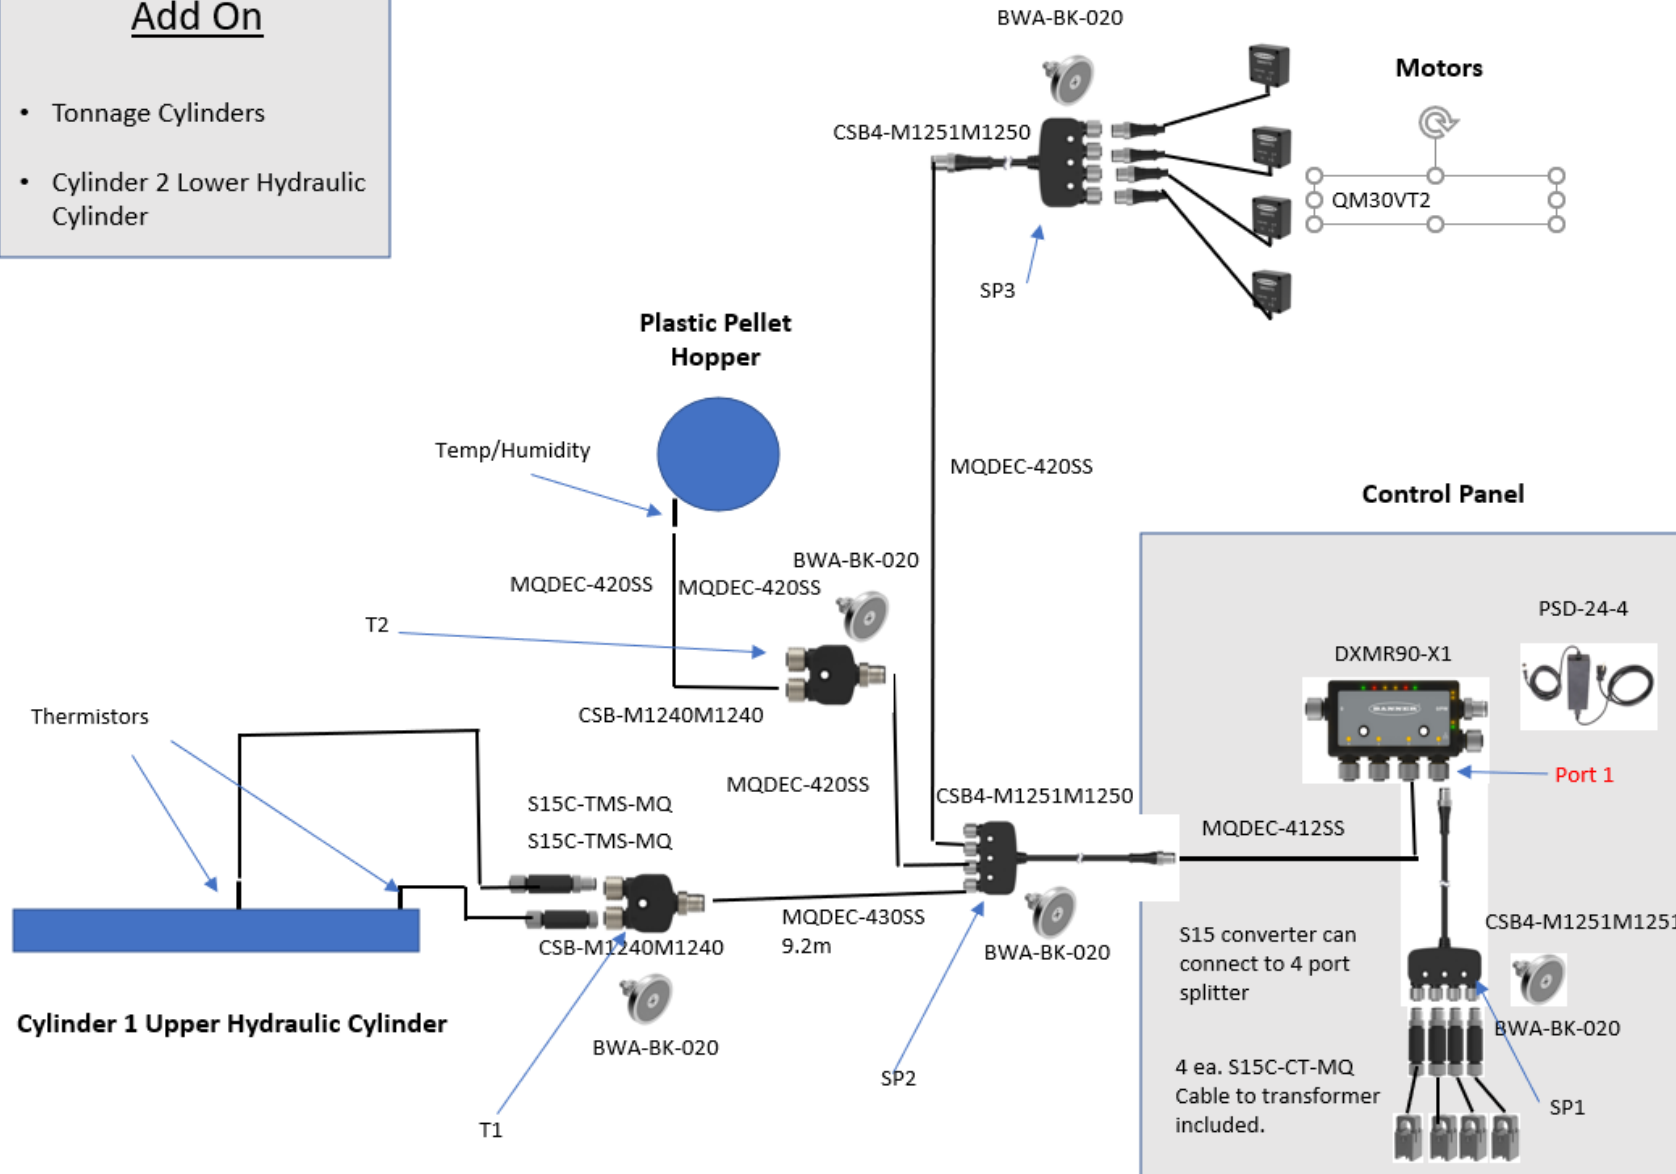 Add On
• Tonnage Cylinders
• Cylinder 2 Lower Hydraulic
Cylinder
BWA-BK-020
Motors
CSB4-M1251M1250
QM30VT2
SP3
Plastic Pellet
Hopper
Temp/Humidity
MQDEC-420SS
Control Panel
BWA-BK-020
MQDEC-420SS
MQDEC-420SS
T2
PSD-24-4
DXMR90-X1
BANNER
CSB-M1240M1240
Thermistors
Port 1
MQDEC-420SS
CSB4-M1251M1250
S15C-TMS-MQ
S15C-TMS-MQ
MQDEC-412SS
MQDEC-430SS
9.2m
CSB-M1240M1240
BWA-BK-020
S15 converter can
connect to 4 port
splitter
CSB4-M1251M1251
Cylinder 1 Upper Hydraulic Cylinder
BWA-BK-020
BWA-BK-020
SP2
4 ea. S15C-CT-MQ
Cable to transformer
included.
SP1
T1